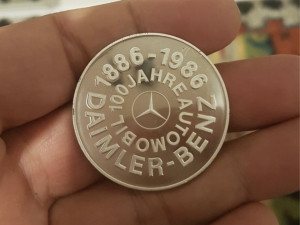 1886-1986
100 JAHRE AUTOMOBIL
DAIMLER-BENZ